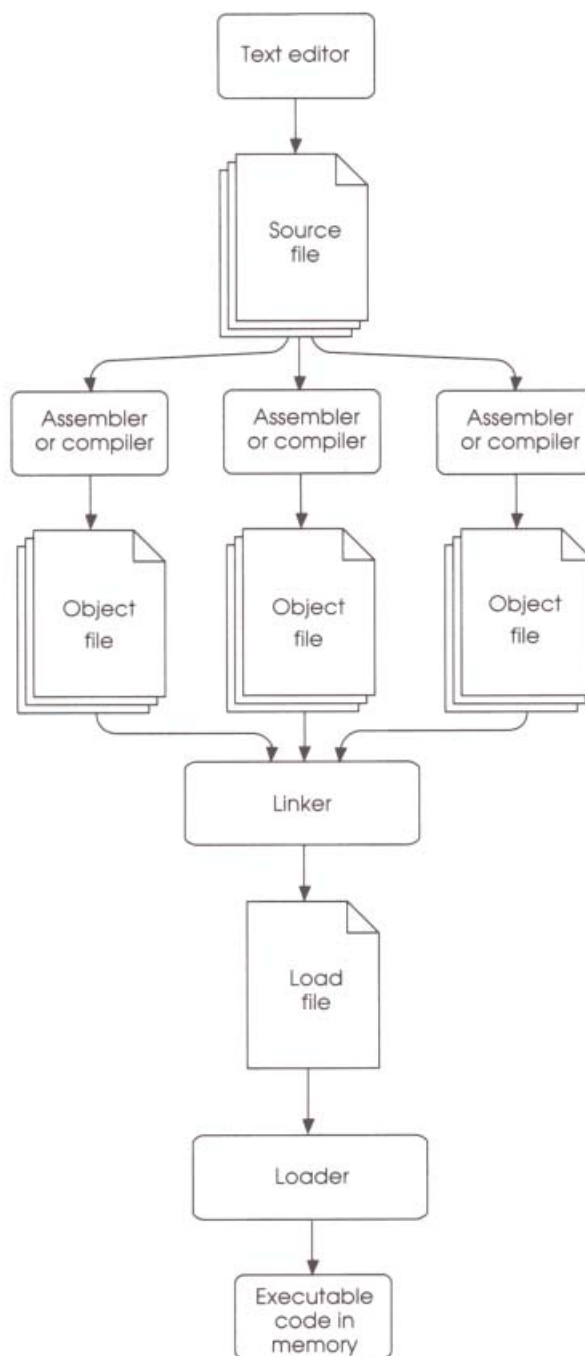 Text editor
Source
file
Assembler
or compiler
Assembler
or compiler
Assembler
or compiler
Object
file
Object
file
Object
file
Linker
Load
file
Loader
Executable
code in
memory